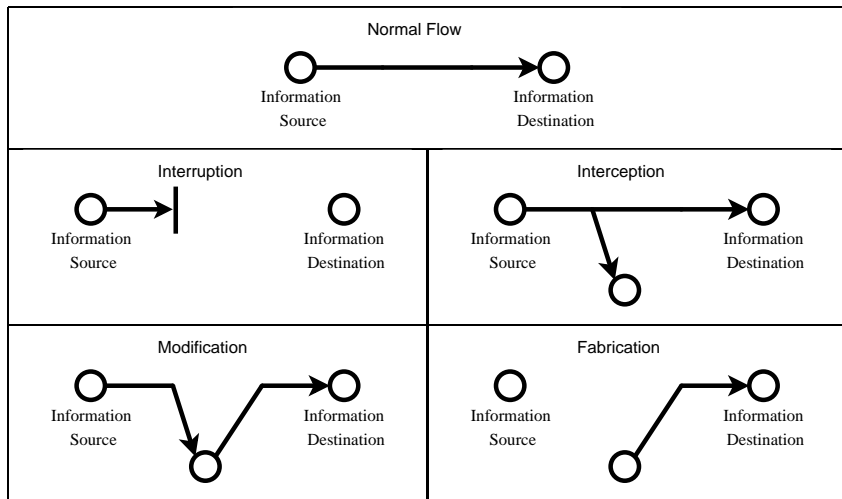 Normal Flow
Information
Source
Information
Destination
Interruption
Information
Source
Information
Destination
Interception
Information
Source
Information
Destination
Modification
Information
Source
Information
Destination
Fabrication
Information
Source
Information
Destination